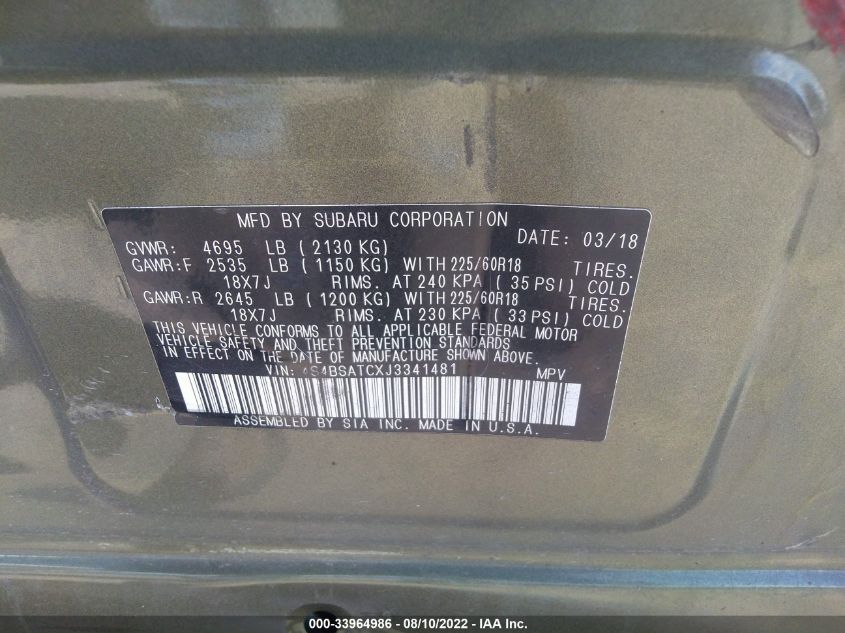 MFD BY SUBARU CORPORATION
GVWR: 4695 LB (2130 KG) DATE: 03/18
GAWR:F 2535 LB (1150 KG) WITH 225/60R18 TIRES.
18X7J RIMS. AT 240 KPA (35 PSI) COLD
GAWR:R 2645 LB (1200 KG) WITH 225/60R18 TIRES.
18X7J RIMS. AT 230 KPA (33 PSI) COLD
THIS VEHICLE CONFORMS TO ALL APPLICABLE FEDERAL MOTOR
VEHICLE SAFETY AND THEFT PREVENTION STANDARDS
IN EFFECT ON THE DATE OF MANUFACTURE SHOWN ABOVE.
VIN: 4S4BSATCXJ3341481 MPV
ASSEMBLED BY SIA INC. MADE IN U.S.A.
000-33964986 - 08/10/2022 - IAA Inc.